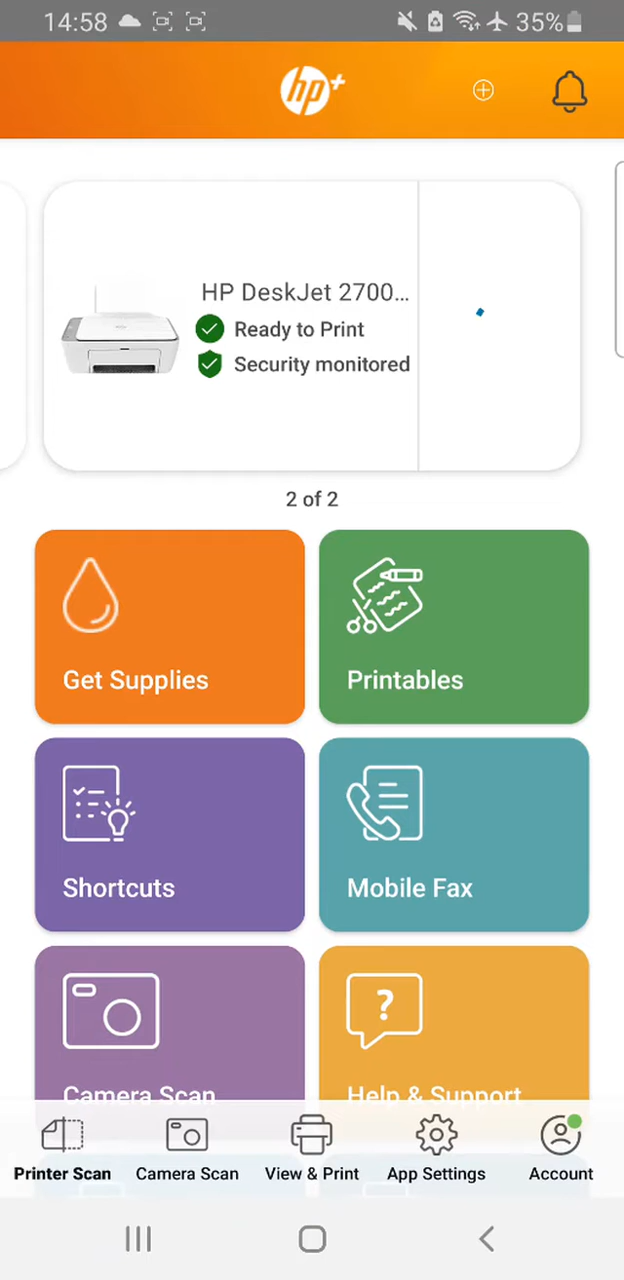 14:58
35%
hp+
HP DeskJet 2700...
Ready to Print
Security monitored
2 of 2
Get Supplies
Printables
Shortcuts
Mobile Fax
Camera Scan
Help & Support
?
Printer Scan
Camera Scan
View & Print
App Settings
Account